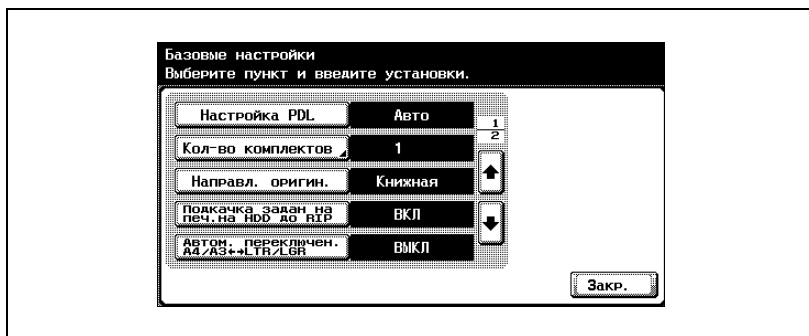 Базовые настройки
Выберите пункт и введите установки.
Настройка PDL Авто
1
2
Кол-во комплектов 1
Направл. оригин. Книжная
Подкачка задан на
печ.на HDD до RIP ВКЛ
Автом. переключен.
A4/A3↔LTR/LGR ВЫКЛ
Закр.